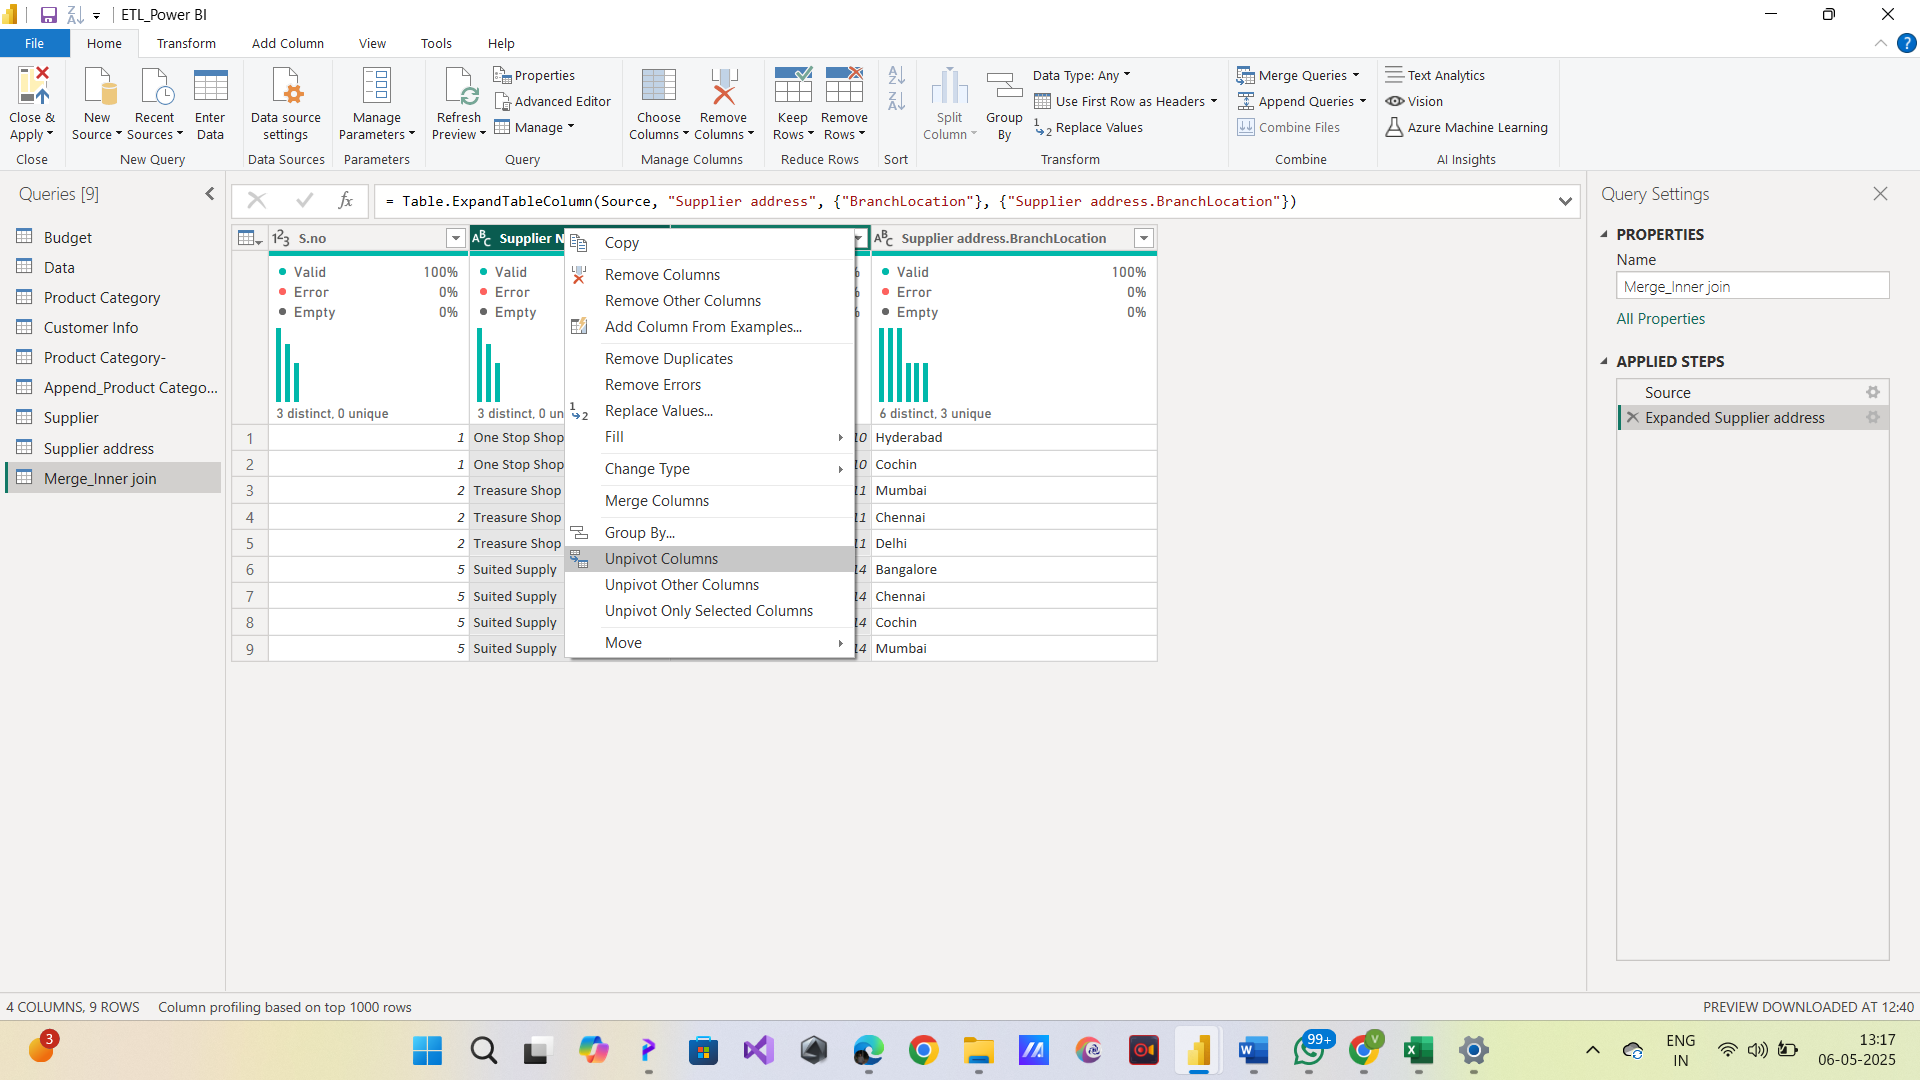 ETL_Power BI
File
Home
Transform
Add Column
View
Tools
Help
Close & Apply
New Source
Recent Sources
Enter Data
Data source settings
Manage Parameters
Refresh Preview
Properties
Advanced Editor
Manage
Choose Columns
Remove Columns
Keep Rows
Remove Rows
Split Column
Group By
Data Type: Any
Use First Row as Headers
Replace Values
Merge Queries
Append Queries
Combine Files
Text Analytics
Vision
Azure Machine Learning
Close
New Query
Data Sources
Parameters
Query
Manage Columns
Reduce Rows
Sort
Transform
Combine
AI Insights
Queries [9]
Budget
Data
Product Category
Customer Info
Product Category-
Append_Product Catego...
Supplier
Supplier address
Merge_Inner join
fx
= Table.ExpandTableColumn(Source, "Supplier address", {"BranchLocation"}, {"Supplier address.BranchLocation"})
S.no
Supplier N
Supplier address.BranchLocation
Valid 100%
Error 0%
Empty 0%
3 distinct, 0 unique
Valid
Error
Empty
3 distinct, 0 un
Valid 100%
Error 0%
Empty 0%
6 distinct, 3 unique
1 1 One Stop Shop 10 Hyderabad
2 1 One Stop Shop 10 Cochin
3 2 Treasure Shop 11 Mumbai
4 2 Treasure Shop 11 Chennai
5 2 Treasure Shop 11 Delhi
6 5 Suited Supply 14 Bangalore
7 5 Suited Supply 14 Chennai
8 5 Suited Supply 14 Cochin
9 5 Suited Supply 14 Mumbai
Copy
Remove Columns
Remove Other Columns
Add Column From Examples...
Remove Duplicates
Remove Errors
Replace Values...
Fill
Change Type
Merge Columns
Group By...
Unpivot Columns
Unpivot Other Columns
Unpivot Only Selected Columns
Move
Query Settings
PROPERTIES
Name
Merge_Inner join
All Properties
APPLIED STEPS
Source
Expanded Supplier address
4 COLUMNS, 9 ROWS
Column profiling based on top 1000 rows
PREVIEW DOWNLOADED AT 12:40
3
99+
V
ENG
IN
13:17
06-05-2025